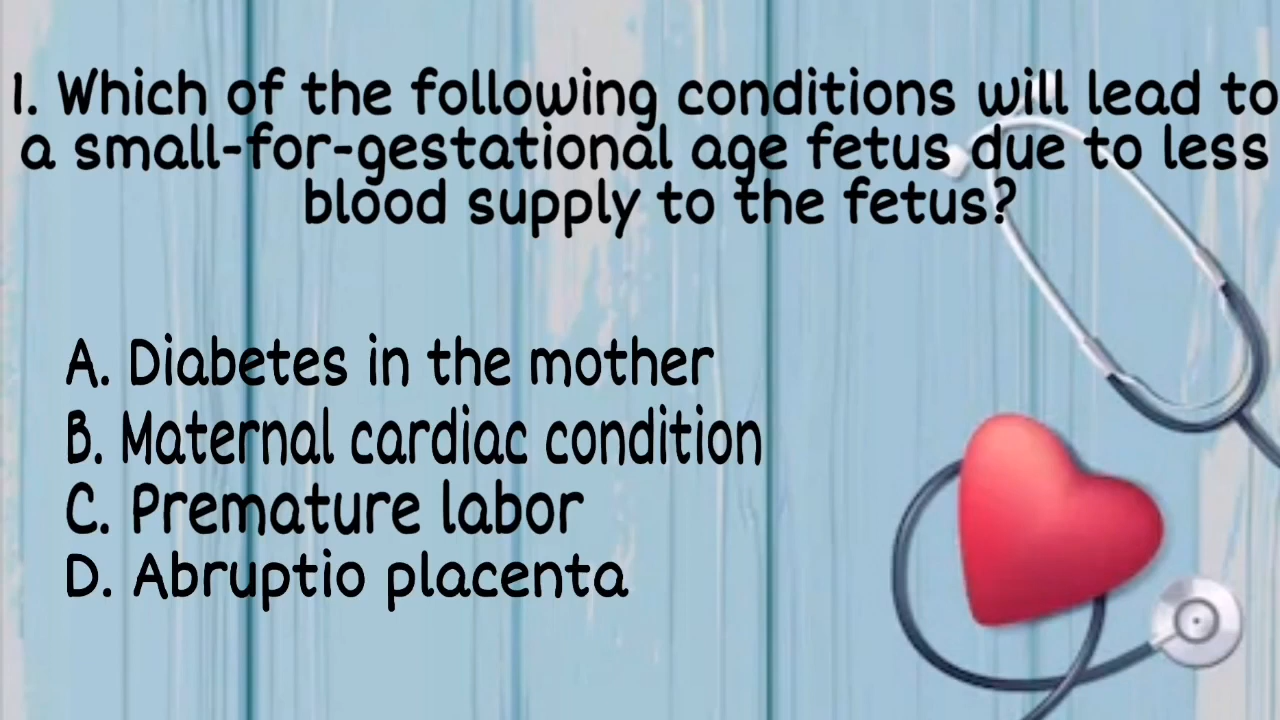 1. Which of the following conditions will lead to
a small-for-gestational age fetus due to less
blood supply to the fetus?
A. Diabetes in the mother
B. Maternal cardiac condition
C. Premature labor
D. Abruptio placenta